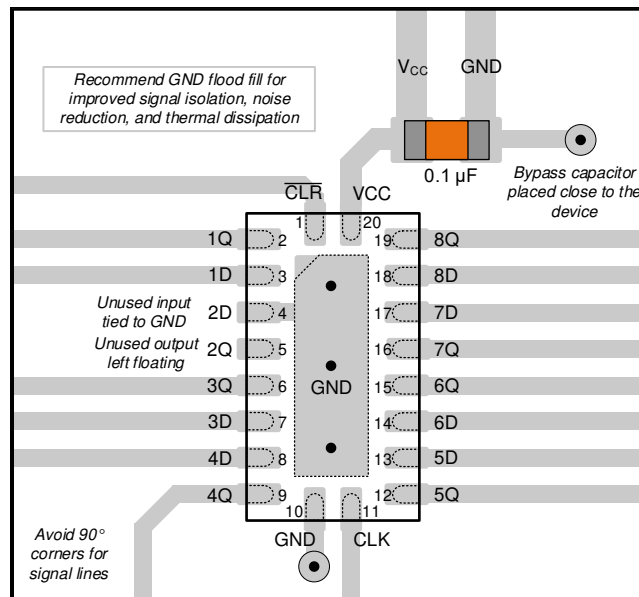 Recommend GND flood fill for
improved signal isolation, noise
reduction, and thermal dissipation
VCC GND
0.1 µF
Bypass capacitor
placed close to the
device
CLR VCC
1 20
1Q 2 19 8Q
1D 3 18 8D
Unused input
tied to GND
2D 4 17 7D
Unused output
left floating
2Q 5 16 7Q
3Q 6 GND 15 6Q
3D 7 14 6D
4D 8 13 5D
4Q 9 12 5Q
10 11
GND CLK
Avoid 90°
corners for
signal lines